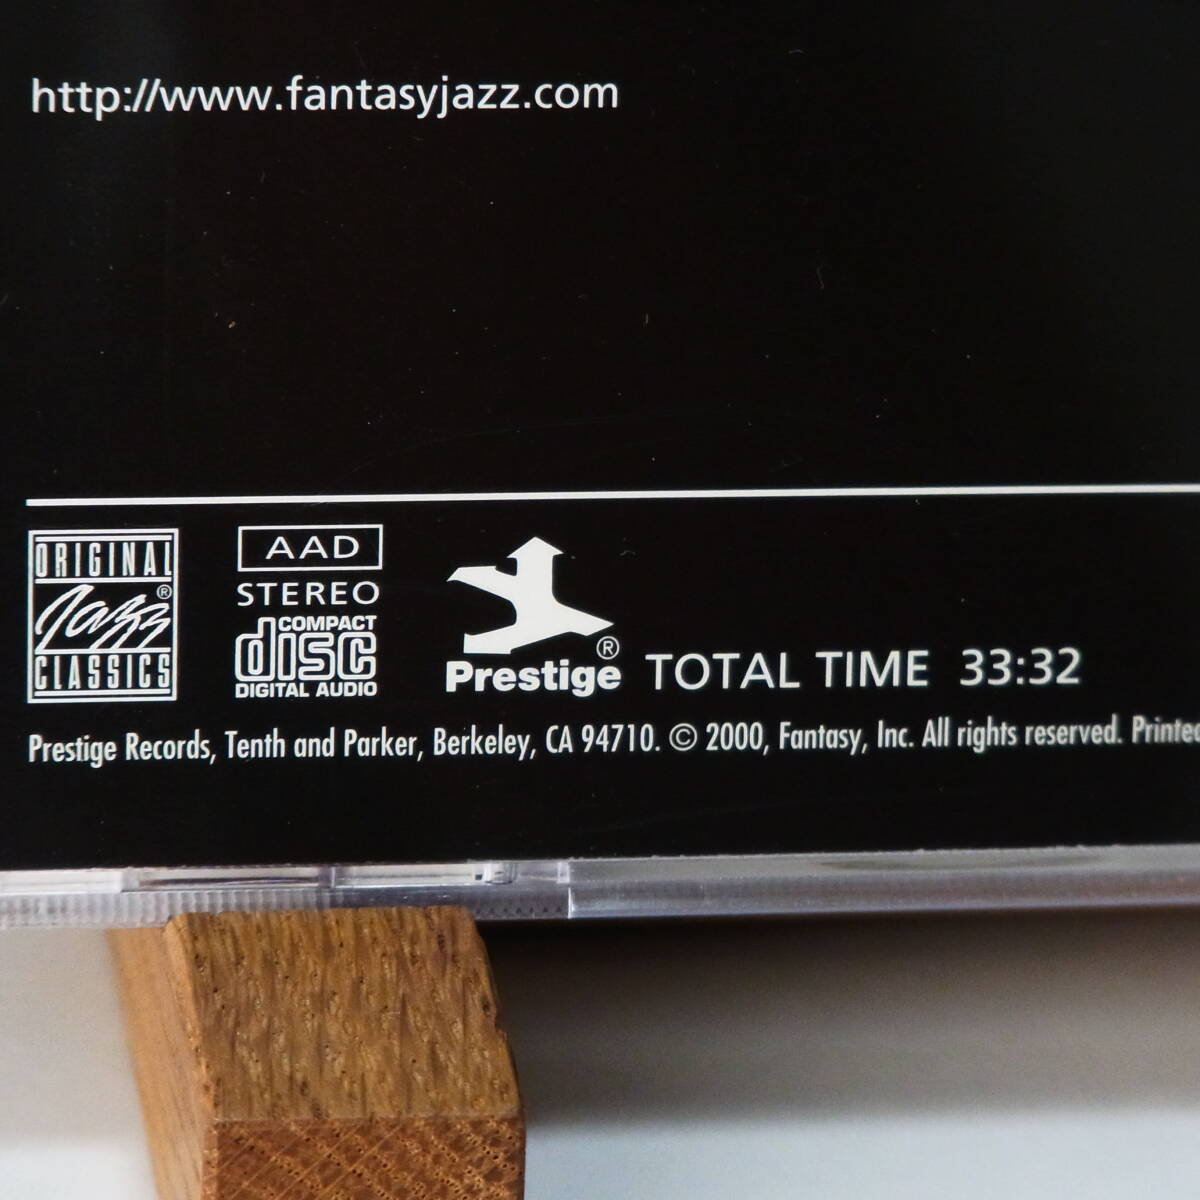 http://www.fantasyjazz.com
ORIGINAL
Jazz®
CLASSICS
AAD
STEREO
COMPACT
disc
DIGITAL AUDIO
Prestige®
TOTAL TIME 33:32
Prestige Records, Tenth and Parker, Berkeley, CA 94710. © 2000, Fantasy, Inc. All rights reserved. Printed